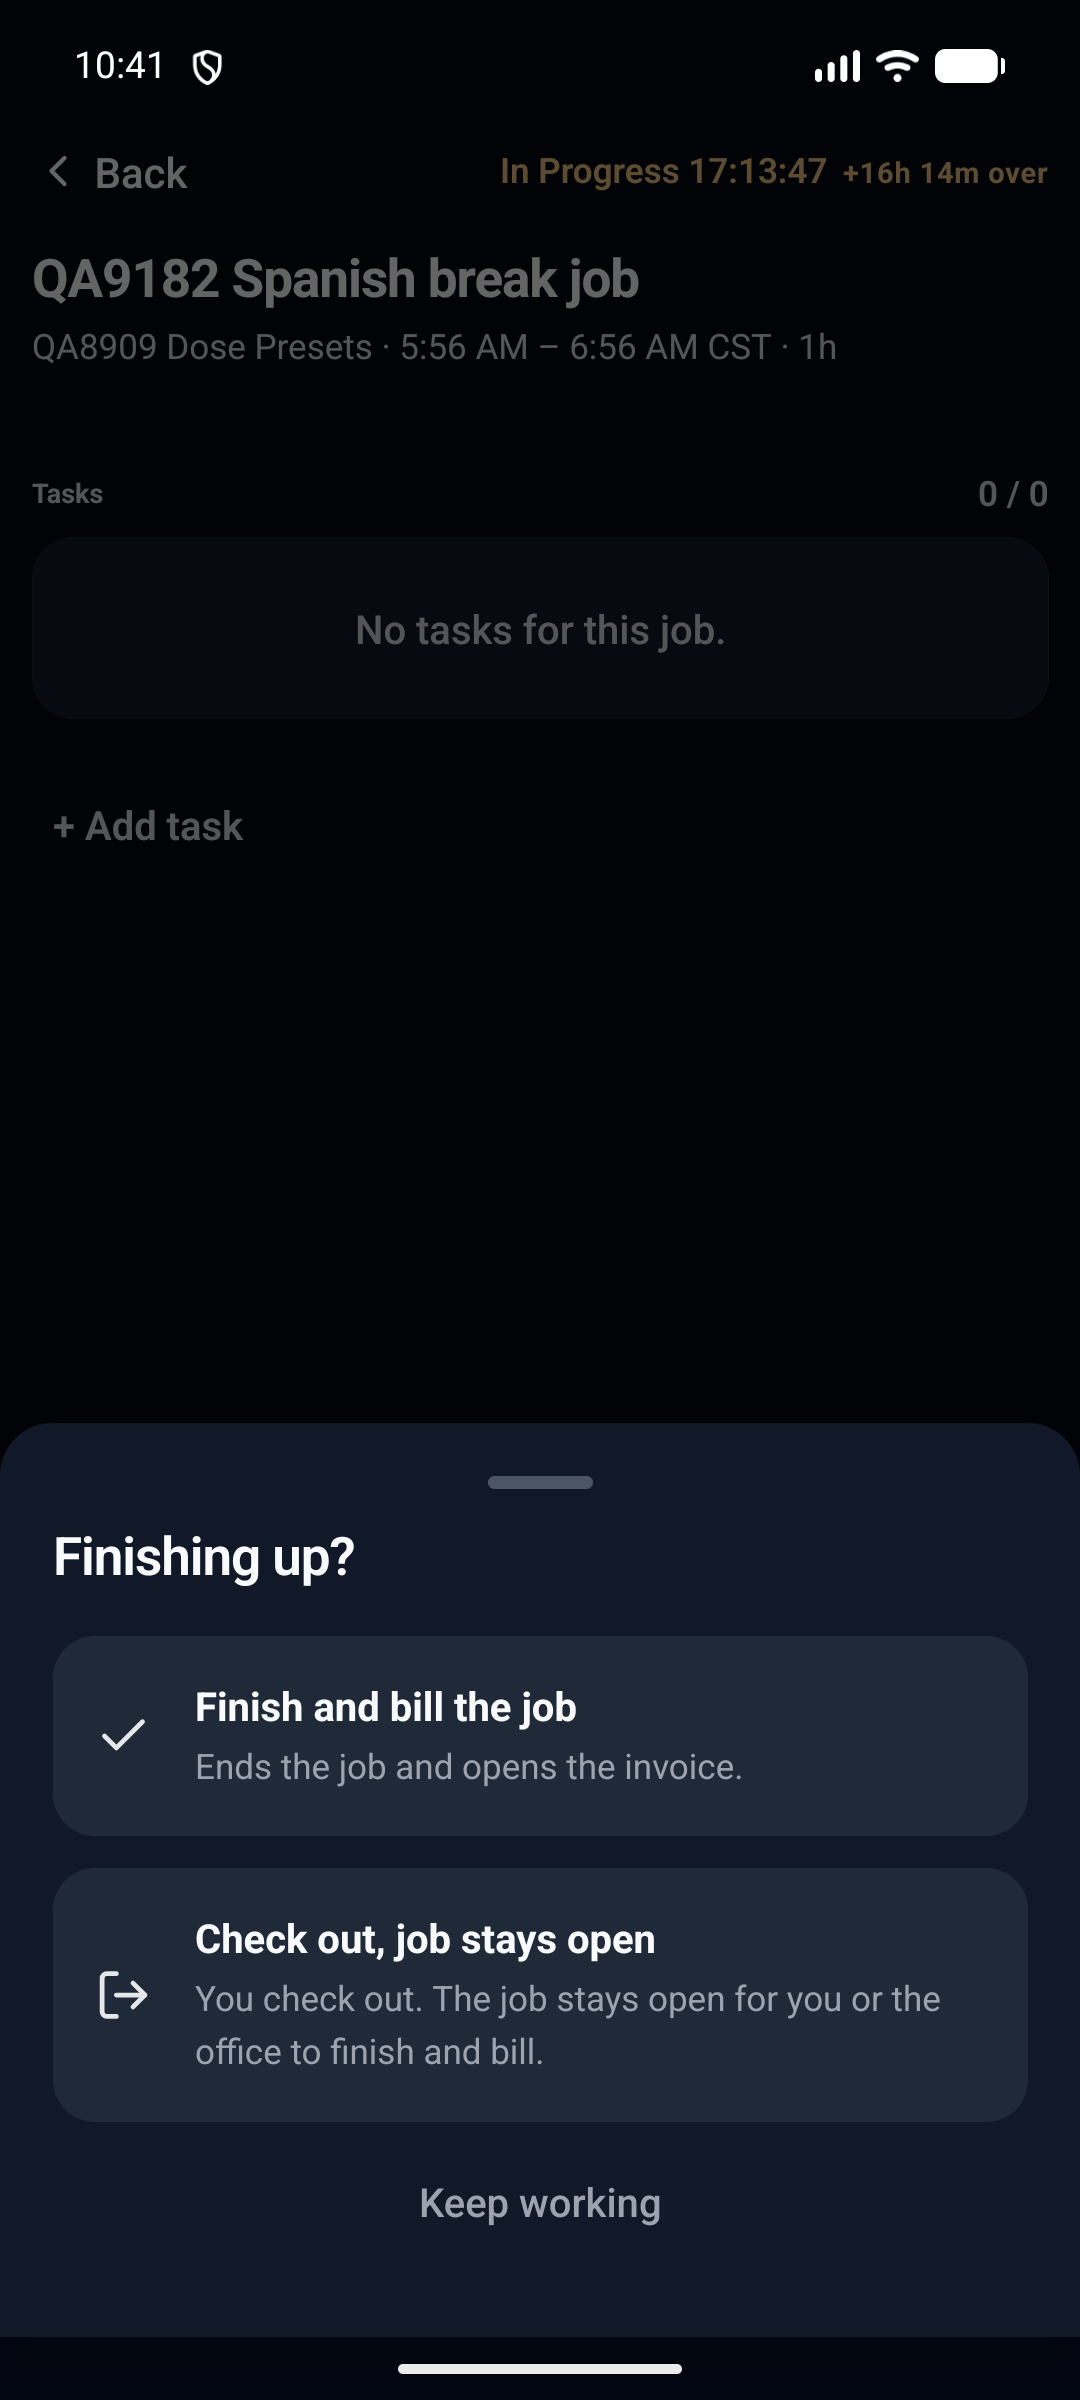 10:41
Back
In Progress 17:13:47 +16h 14m over
QA9182 Spanish break job
QA8909 Dose Presets · 5:56 AM – 6:56 AM CST · 1h
Tasks
0 / 0
No tasks for this job.
+ Add task
Finishing up?
Finish and bill the job
Ends the job and opens the invoice.
Check out, job stays open
You check out. The job stays open for you or the
office to finish and bill.
Keep working